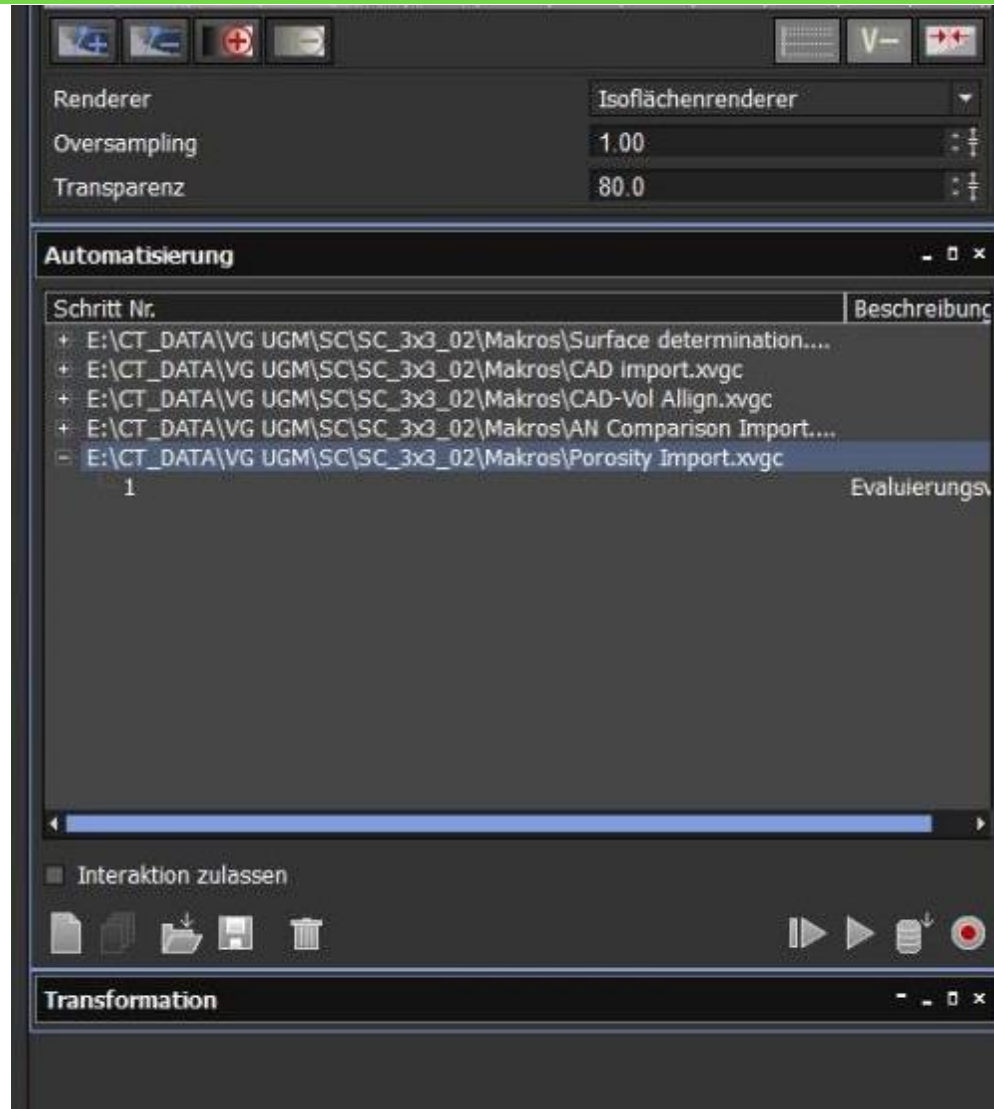 V–
Renderer Isoflächenrenderer
Oversampling 1.00
Transparenz 80.0
Automatisierung
Schritt Nr. Beschreibung
E:\CT_DATA\VG UGM\SC\SC_3x3_02\Makros\Surface determination....
E:\CT_DATA\VG UGM\SC\SC_3x3_02\Makros\CAD import.xvgc
E:\CT_DATA\VG UGM\SC\SC_3x3_02\Makros\CAD-Vol Allign.xvgc
E:\CT_DATA\VG UGM\SC\SC_3x3_02\Makros\AN Comparison Import....
E:\CT_DATA\VG UGM\SC\SC_3x3_02\Makros\Porosity Import.xvgc
1 Evaluierungsv
Interaktion zulassen
Transformation